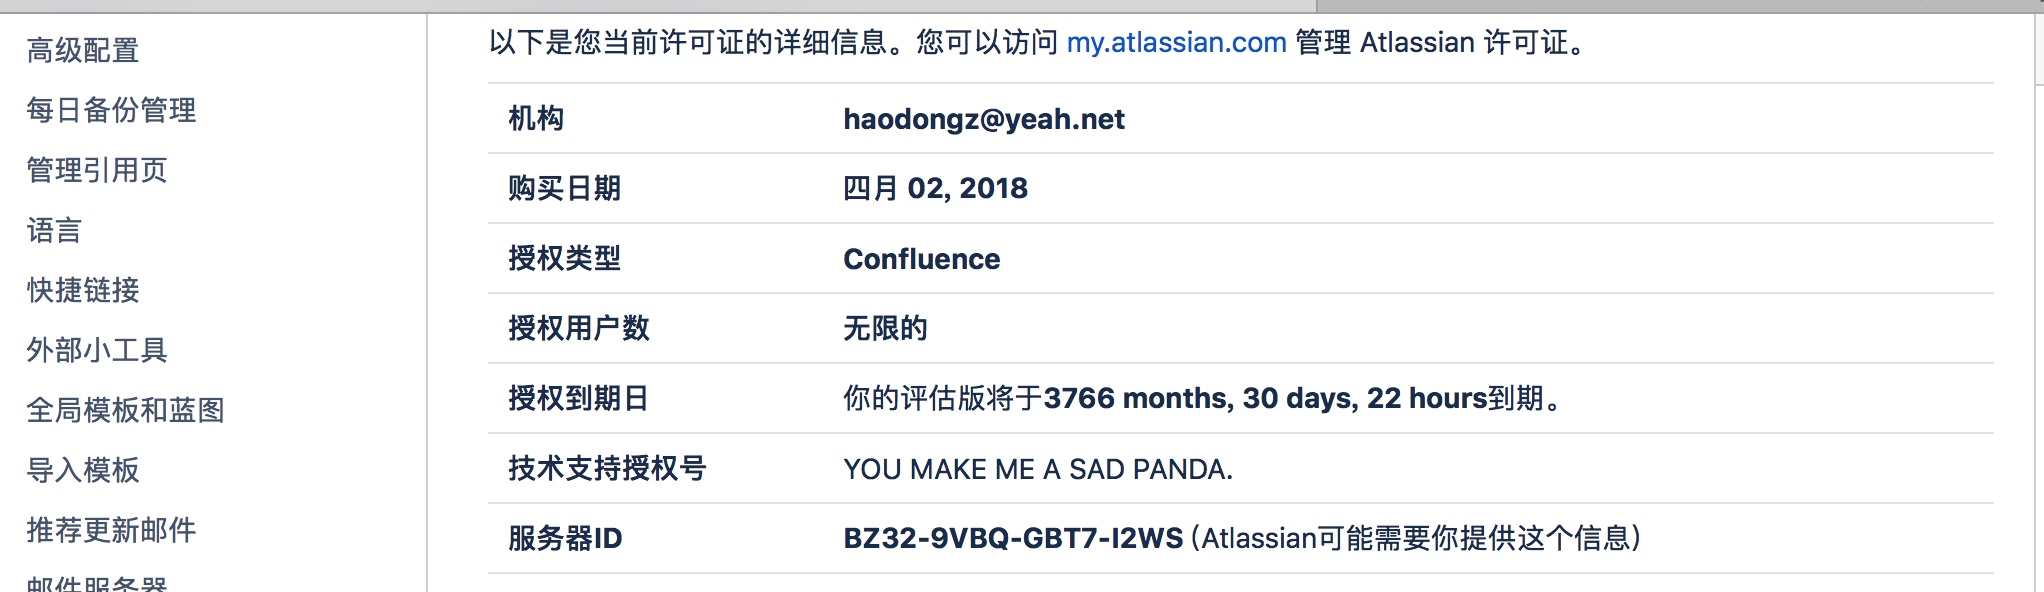 高级配置
每日备份管理
管理引用页
语言
快捷链接
外部小工具
全局模板和蓝图
导入模板
推荐更新邮件
邮件服务器
以下是您当前许可证的详细信息。您可以访问 my.atlassian.com 管理 Atlassian 许可证。
机构 haodongz@yeah.net
购买日期 四月 02, 2018
授权类型 Confluence
授权用户数 无限的
授权到期日 你的评估版将于3766 months, 30 days, 22 hours到期。
技术支持授权号 YOU MAKE ME A SAD PANDA.
服务器ID BZ32-9VBQ-GBT7-I2WS (Atlassian可能需要你提供这个信息)